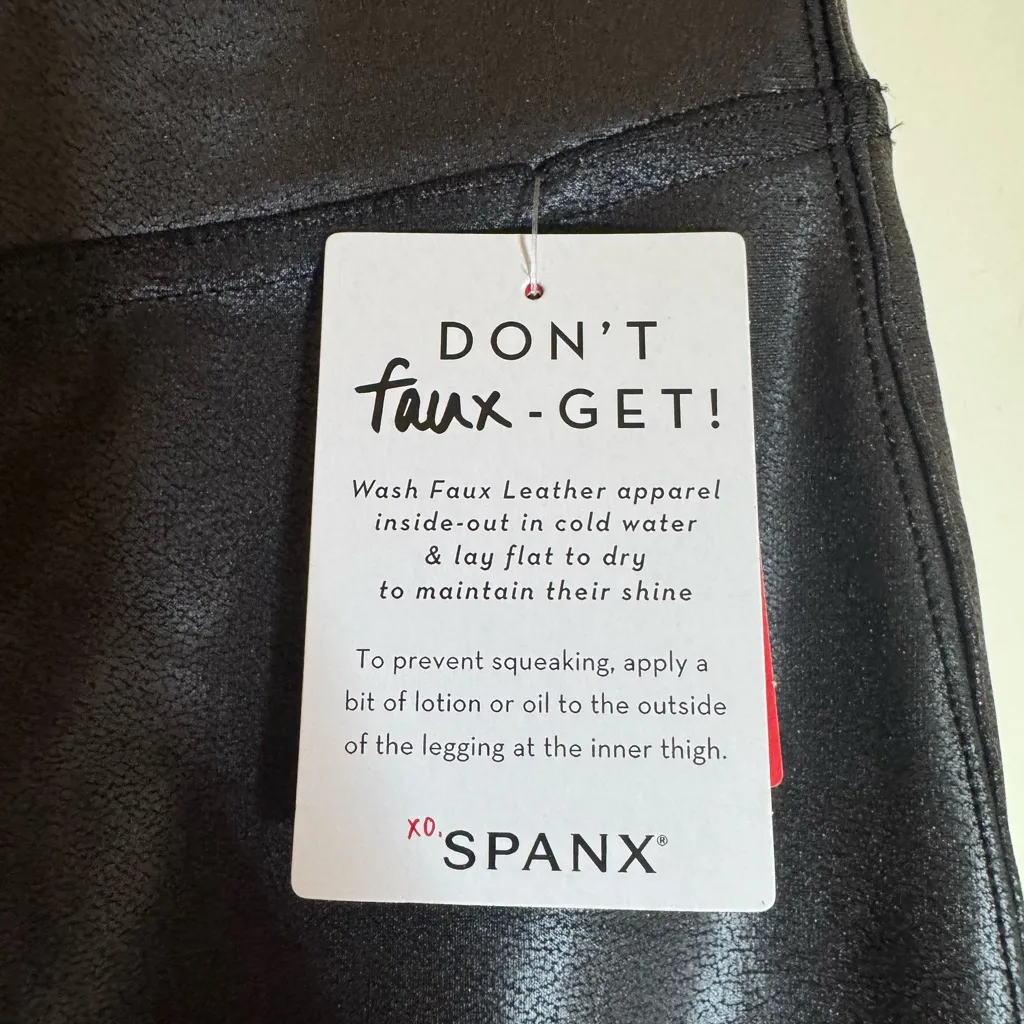 DON'T
faux-GET!
Wash Faux Leather apparel
inside-out in cold water
& lay flat to dry
to maintain their shine
To prevent squeaking, apply a
bit of lotion or oil to the outside
of the legging at the inner thigh.
XO, SPANX®